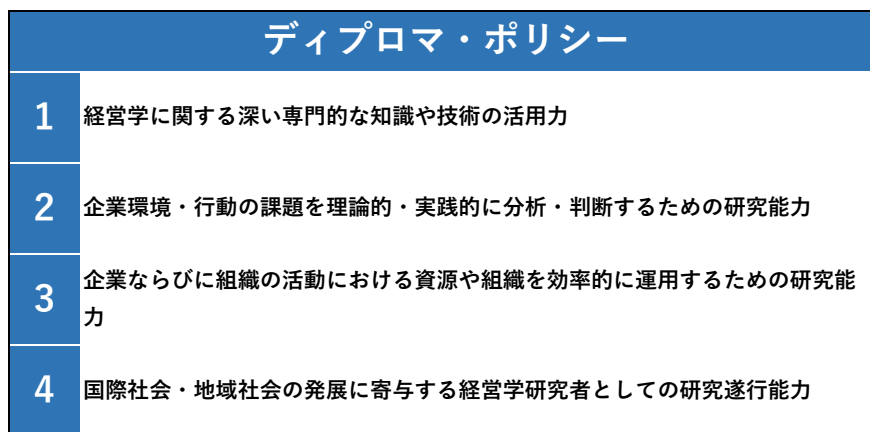 ディプロマ・ポリシー
1 経営学に関する深い専門的な知識や技術の活用力
2 企業環境・行動の課題を理論的・実践的に分析・判断するための研究能力
3 企業ならびに組織の活動における資源や組織を効率的に運用するための研究能
力
4 国際社会・地域社会の発展に寄与する経営学研究者としての研究遂行能力